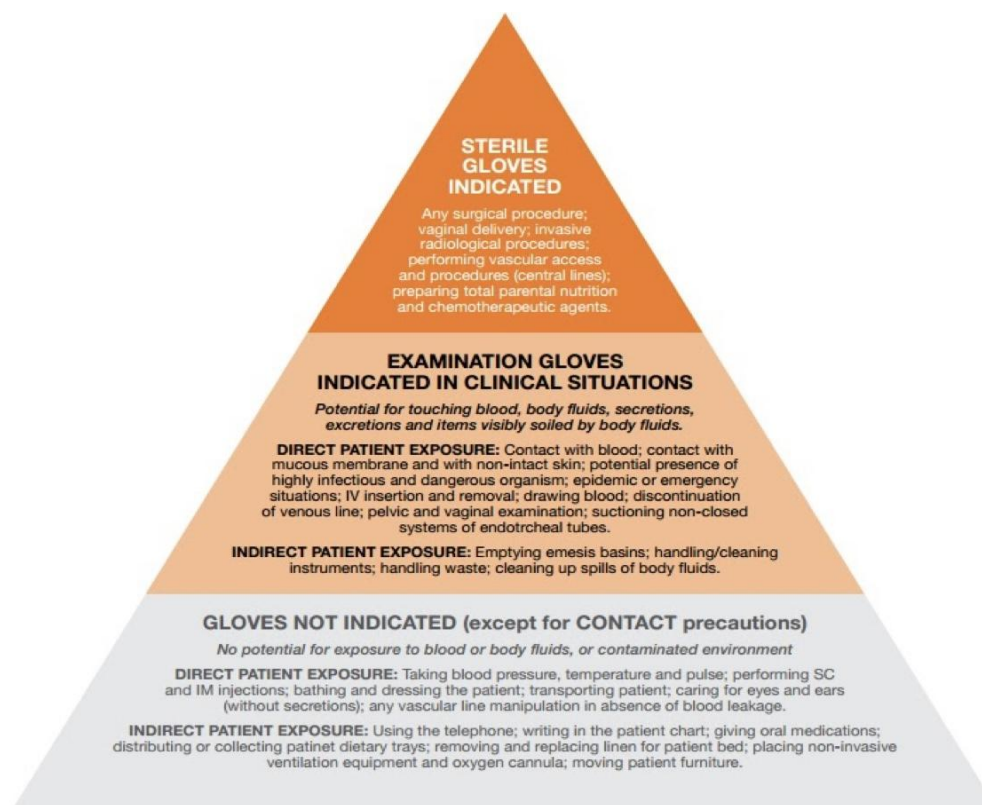 STERILE
GLOVES
INDICATED
Any surgical procedure;
vaginal delivery; invasive
radiological procedures;
performing vascular access
and procedures (central lines);
preparing total parental nutrition
and chemotherapeutic agents.
EXAMINATION GLOVES
INDICATED IN CLINICAL SITUATIONS
Potential for touching blood, body fluids, secretions,
excretions and items visibly soiled by body fluids.
DIRECT PATIENT EXPOSURE: Contact with blood; contact with
mucous membrane and with non-intact skin; potential presence of
highly infectious and dangerous organism; epidemic or emergency
situations; IV insertion and removal; drawing blood; discontinuation
of venous line; pelvic and vaginal examination; suctioning non-closed
systems of endotrcheal tubes.
INDIRECT PATIENT EXPOSURE: Emptying emesis basins; handling/cleaning
instruments; handling waste; cleaning up spills of body fluids.
GLOVES NOT INDICATED (except for CONTACT precautions)
No potential for exposure to blood or body fluids, or contaminated environment
DIRECT PATIENT EXPOSURE: Taking blood pressure, temperature and pulse; performing SC
and IM injections; bathing and dressing the patient; transporting patient; caring for eyes and ears
(without secretions); any vascular line manipulation in absence of blood leakage.
INDIRECT PATIENT EXPOSURE: Using the telephone; writing in the patient chart; giving oral medications;
distributing or collecting patinet dietary trays; removing and replacing linen for patient bed; placing non-invasive
ventilation equipment and oxygen cannula; moving patient furniture.